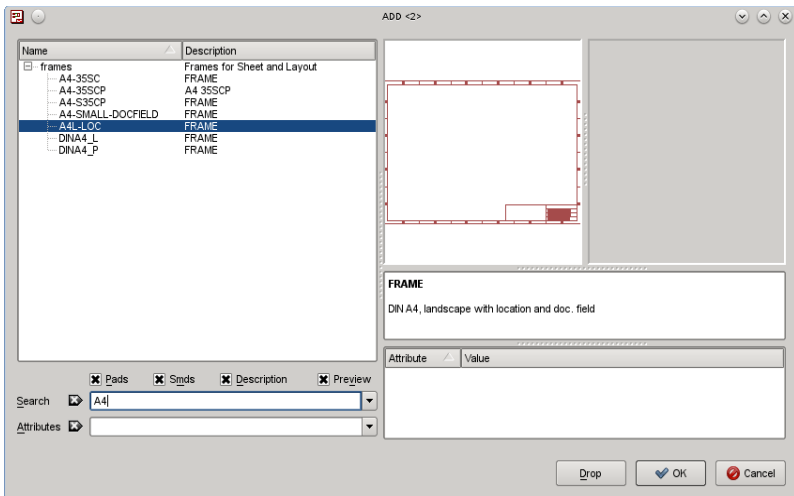 ADD <2>
Name Description
frames Frames for Sheet and Layout
A4-35SC FRAME
A4-35SCP A4 35SCP
A4-S35CP FRAME
A4-SMALL-DOCFIELD FRAME
A4L-LOC FRAME
DINA4_L FRAME
DINA4_P FRAME
FRAME
DIN A4, landscape with location and doc. field
Attribute Value
Pads Smds Description Preview
Search A4
Attributes
Drop OK Cancel